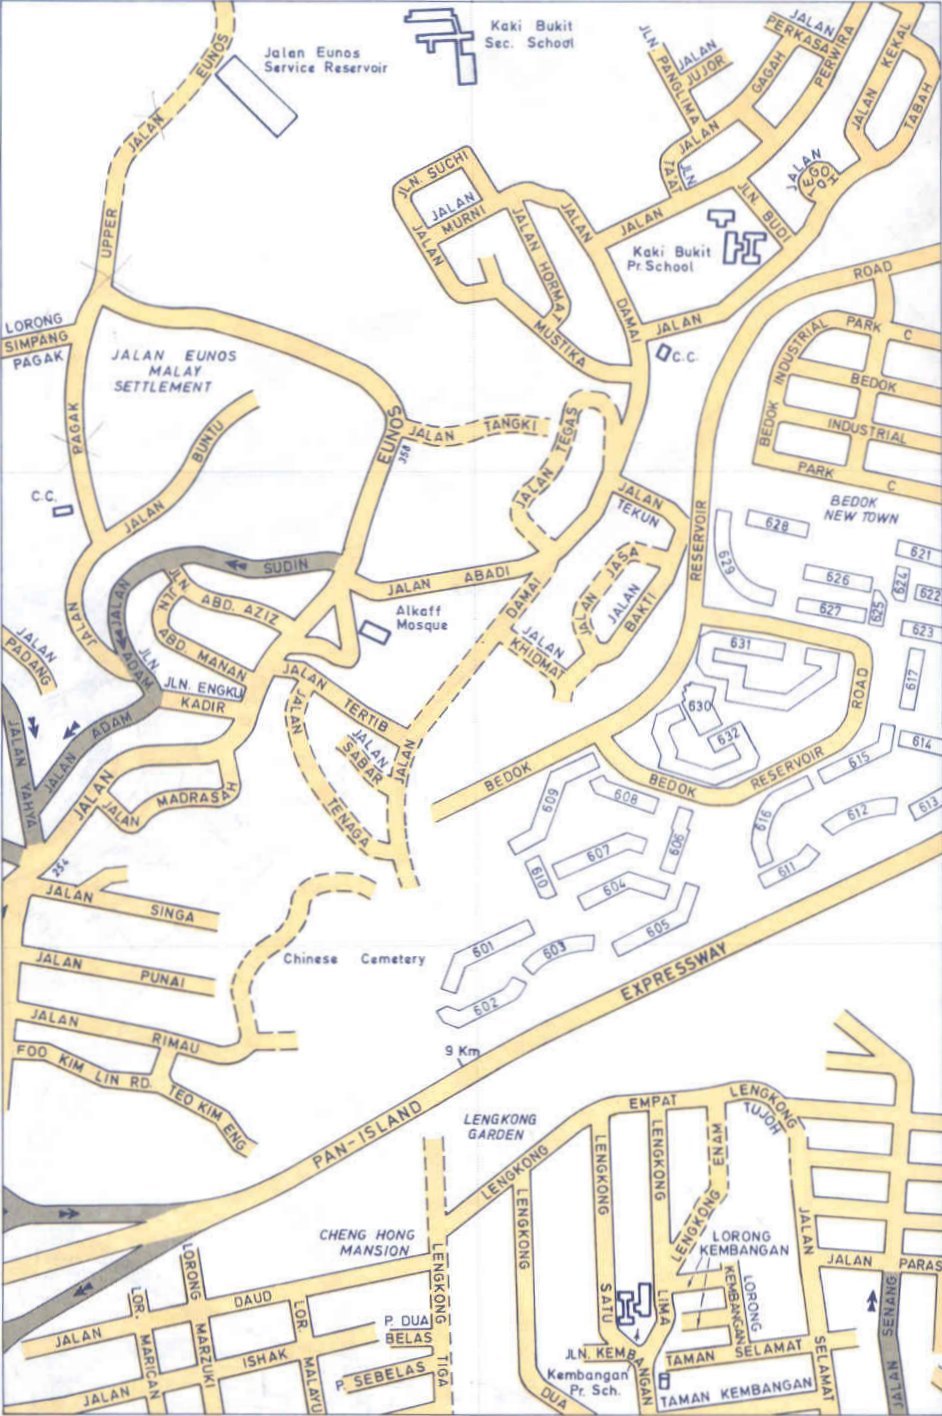 Kaki Bukit
Sec. School
Jalan Eunos
Service Reservoir
UPPER JALAN EUNOS
JLN. PANGLIMA
JALAN
JUJOR
JALAN GAGAH
JALAN
PERKASA
PERWIRA
JALAN KEKAL
TABAH
JLN.
TA'AT
JALAN
TEGOH
JLN. BUDI
JALAN
Kaki Bukit
Pr. School
JALAN
C.C.
JLN. SUCHI
JALAN
MURNI
JALAN
MUSTIKA
JALAN HORMAT
JALAN
DAMAI
ROAD
BEDOK INDUSTRIAL PARK C
BEDOK
INDUSTRIAL
PARK C
BEDOK
NEW TOWN
LORONG
SIMPANG
PAGAK
JALAN EUNOS
MALAY
SETTLEMENT
PAGAK
JALAN
C.C.
JALAN BUNTU
EUNOS
358
JALAN TANGKI
JALAN TEGAS
JALAN
TEKUN
RESERVOIR
JALAN ABADI
SUDIN
JALAN
JLN.
ADAM
JLN.
ABD. AZIZ
JLN.
ABD. MANAN
JLN. ENGKU
KADIR
Alkaff
Mosque
DAMAI
JALAN JASA
JALAN
BAKTI
JALAN
KHIDMAT
JALAN
TERTIB
JALAN
SABAR
JALAN
TENAGA
JALAN
PADANG
JALAN YAHYA
JALAN ADAM
JALAN
JALAN MADRASAH
254
BEDOK
BEDOK RESERVOIR ROAD
628
629
626
627
625
624
621
622
623
617
631
630
632
614
615
613
612
616
611
609
608
606
607
610
604
605
601
603
602
JALAN SINGA
JALAN PUNAI
JALAN RIMAU
FOO KIM LIN RD.
TEO KIM ENG
Chinese Cemetery
9 Km
PAN-ISLAND EXPRESSWAY
LENGKONG
GARDEN
CHENG HONG
MANSION
LENGKONG EMPAT
LENGKONG
TUJOH
LENGKONG DUA
LENGKONG SATU
LENGKONG LIMA
LENGKONG ENAM
LENGKONG TIGA
LORONG
KEMBANGAN
LORONG
KEMBANGAN
JALAN SELAMAT
JALAN PARAS
JALAN SENANG
TAMAN SELAMAT
TAMAN KEMBANGAN
JLN. KEMBANGAN
Kembangan
Pr. Sch.
LORONG MARZUKI
LOR. MARICAN
LOR. MALAYU
JALAN DAUD
JALAN ISHAK
P. DUA
BELAS
P. SEBELAS